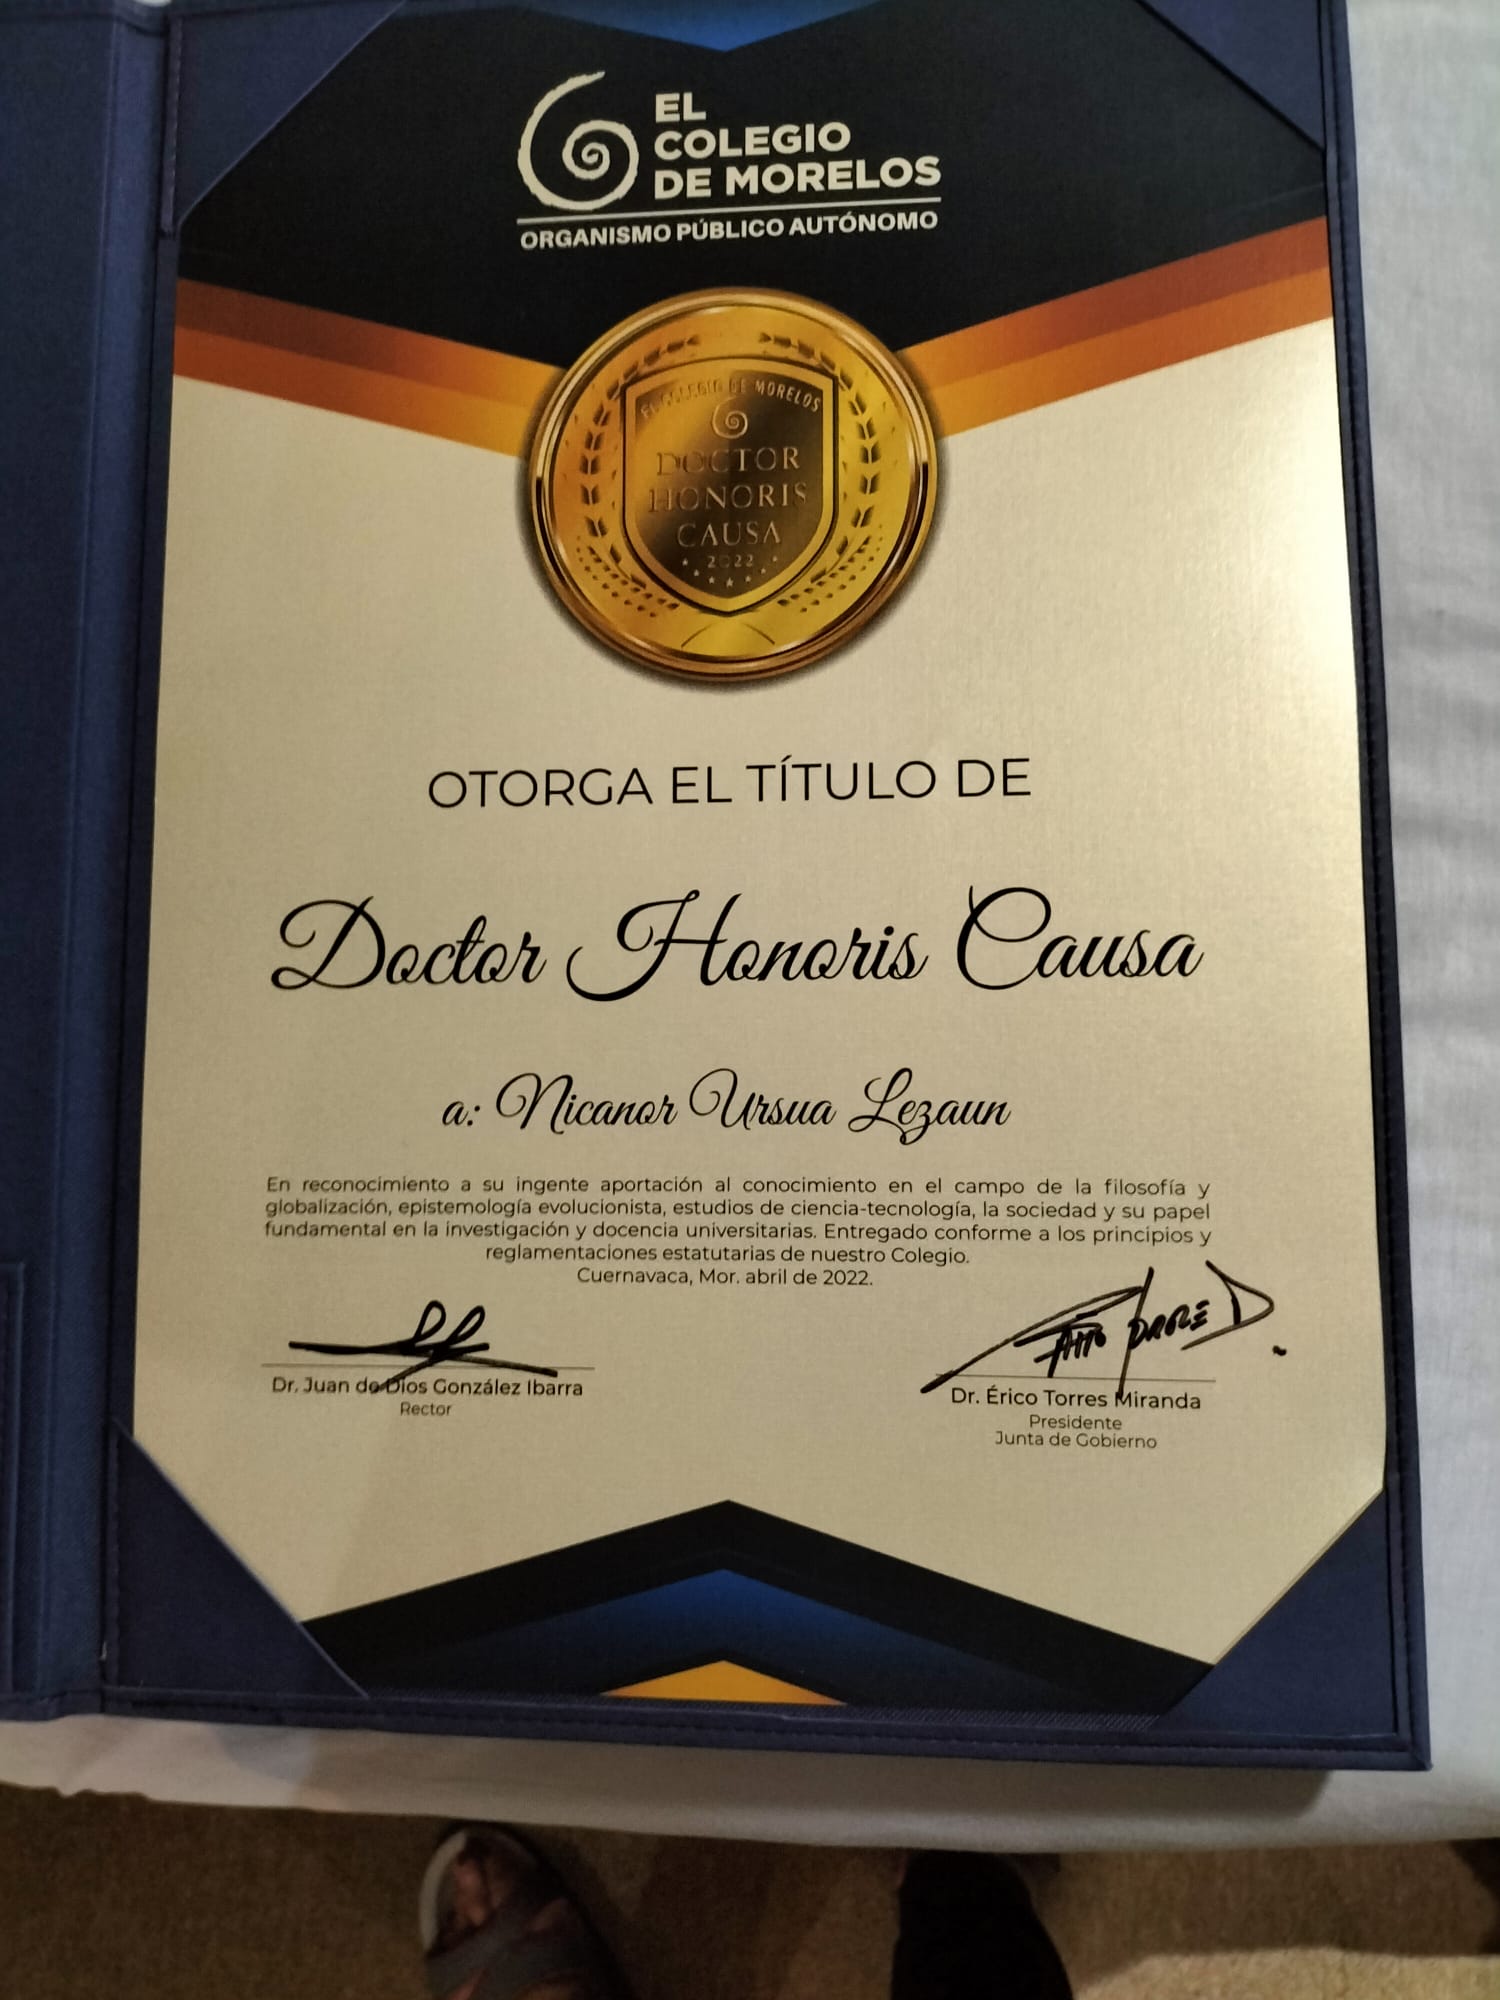 EL
COLEGIO
DE MORELOS
ORGANISMO PÚBLICO AUTÓNOMO
EL COLEGIO DE MORELOS
DOCTOR
HONORIS
CAUSA
2022
OTORGA EL TÍTULO DE
Doctor Honoris Causa
a: Nicanor Ursua Lezaun
En reconocimiento a su ingente aportación al conocimiento en el campo de la filosofía y
globalización, epistemología evolucionista, estudios de ciencia-tecnología, la sociedad y su papel
fundamental en la investigación y docencia universitarias. Entregado conforme a los principios y
reglamentaciones estatutarias de nuestro Colegio.
Cuernavaca, Mor. abril de 2022.
Dr. Juan de Dios González Ibarra
Rector
Dr. Érico Torres Miranda
Presidente
Junta de Gobierno